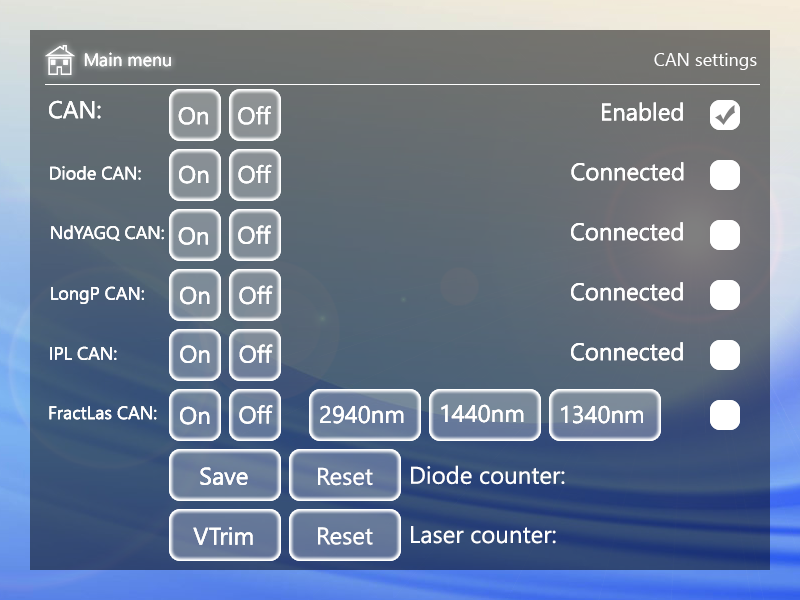 Main menu CAN settings
CAN: On Off Enabled
Diode CAN: On Off Connected
NdYAGQ CAN: On Off Connected
LongP CAN: On Off Connected
IPL CAN: On Off Connected
FractLas CAN: On Off 2940nm 1440nm 1340nm
Save Reset Diode counter:
VTrim Reset Laser counter: